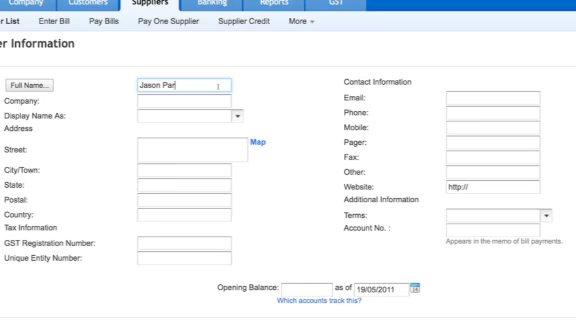 Company Customers Suppliers Banking Reports GST
r List Enter Bill Pay Bills Pay One Supplier Supplier Credit More
er Information
Full Name... Jason Par
Company:
Display Name As:
Address
Street: Map
City/Town:
State:
Postal:
Country:
Tax Information
GST Registration Number:
Unique Entity Number:
Contact Information
Email:
Phone:
Mobile:
Pager:
Fax:
Other:
Website: http://
Additional Information
Terms:
Account No. :
Appears in the memo of bill payments.
Opening Balance: as of 19/05/2011
Which accounts track this?